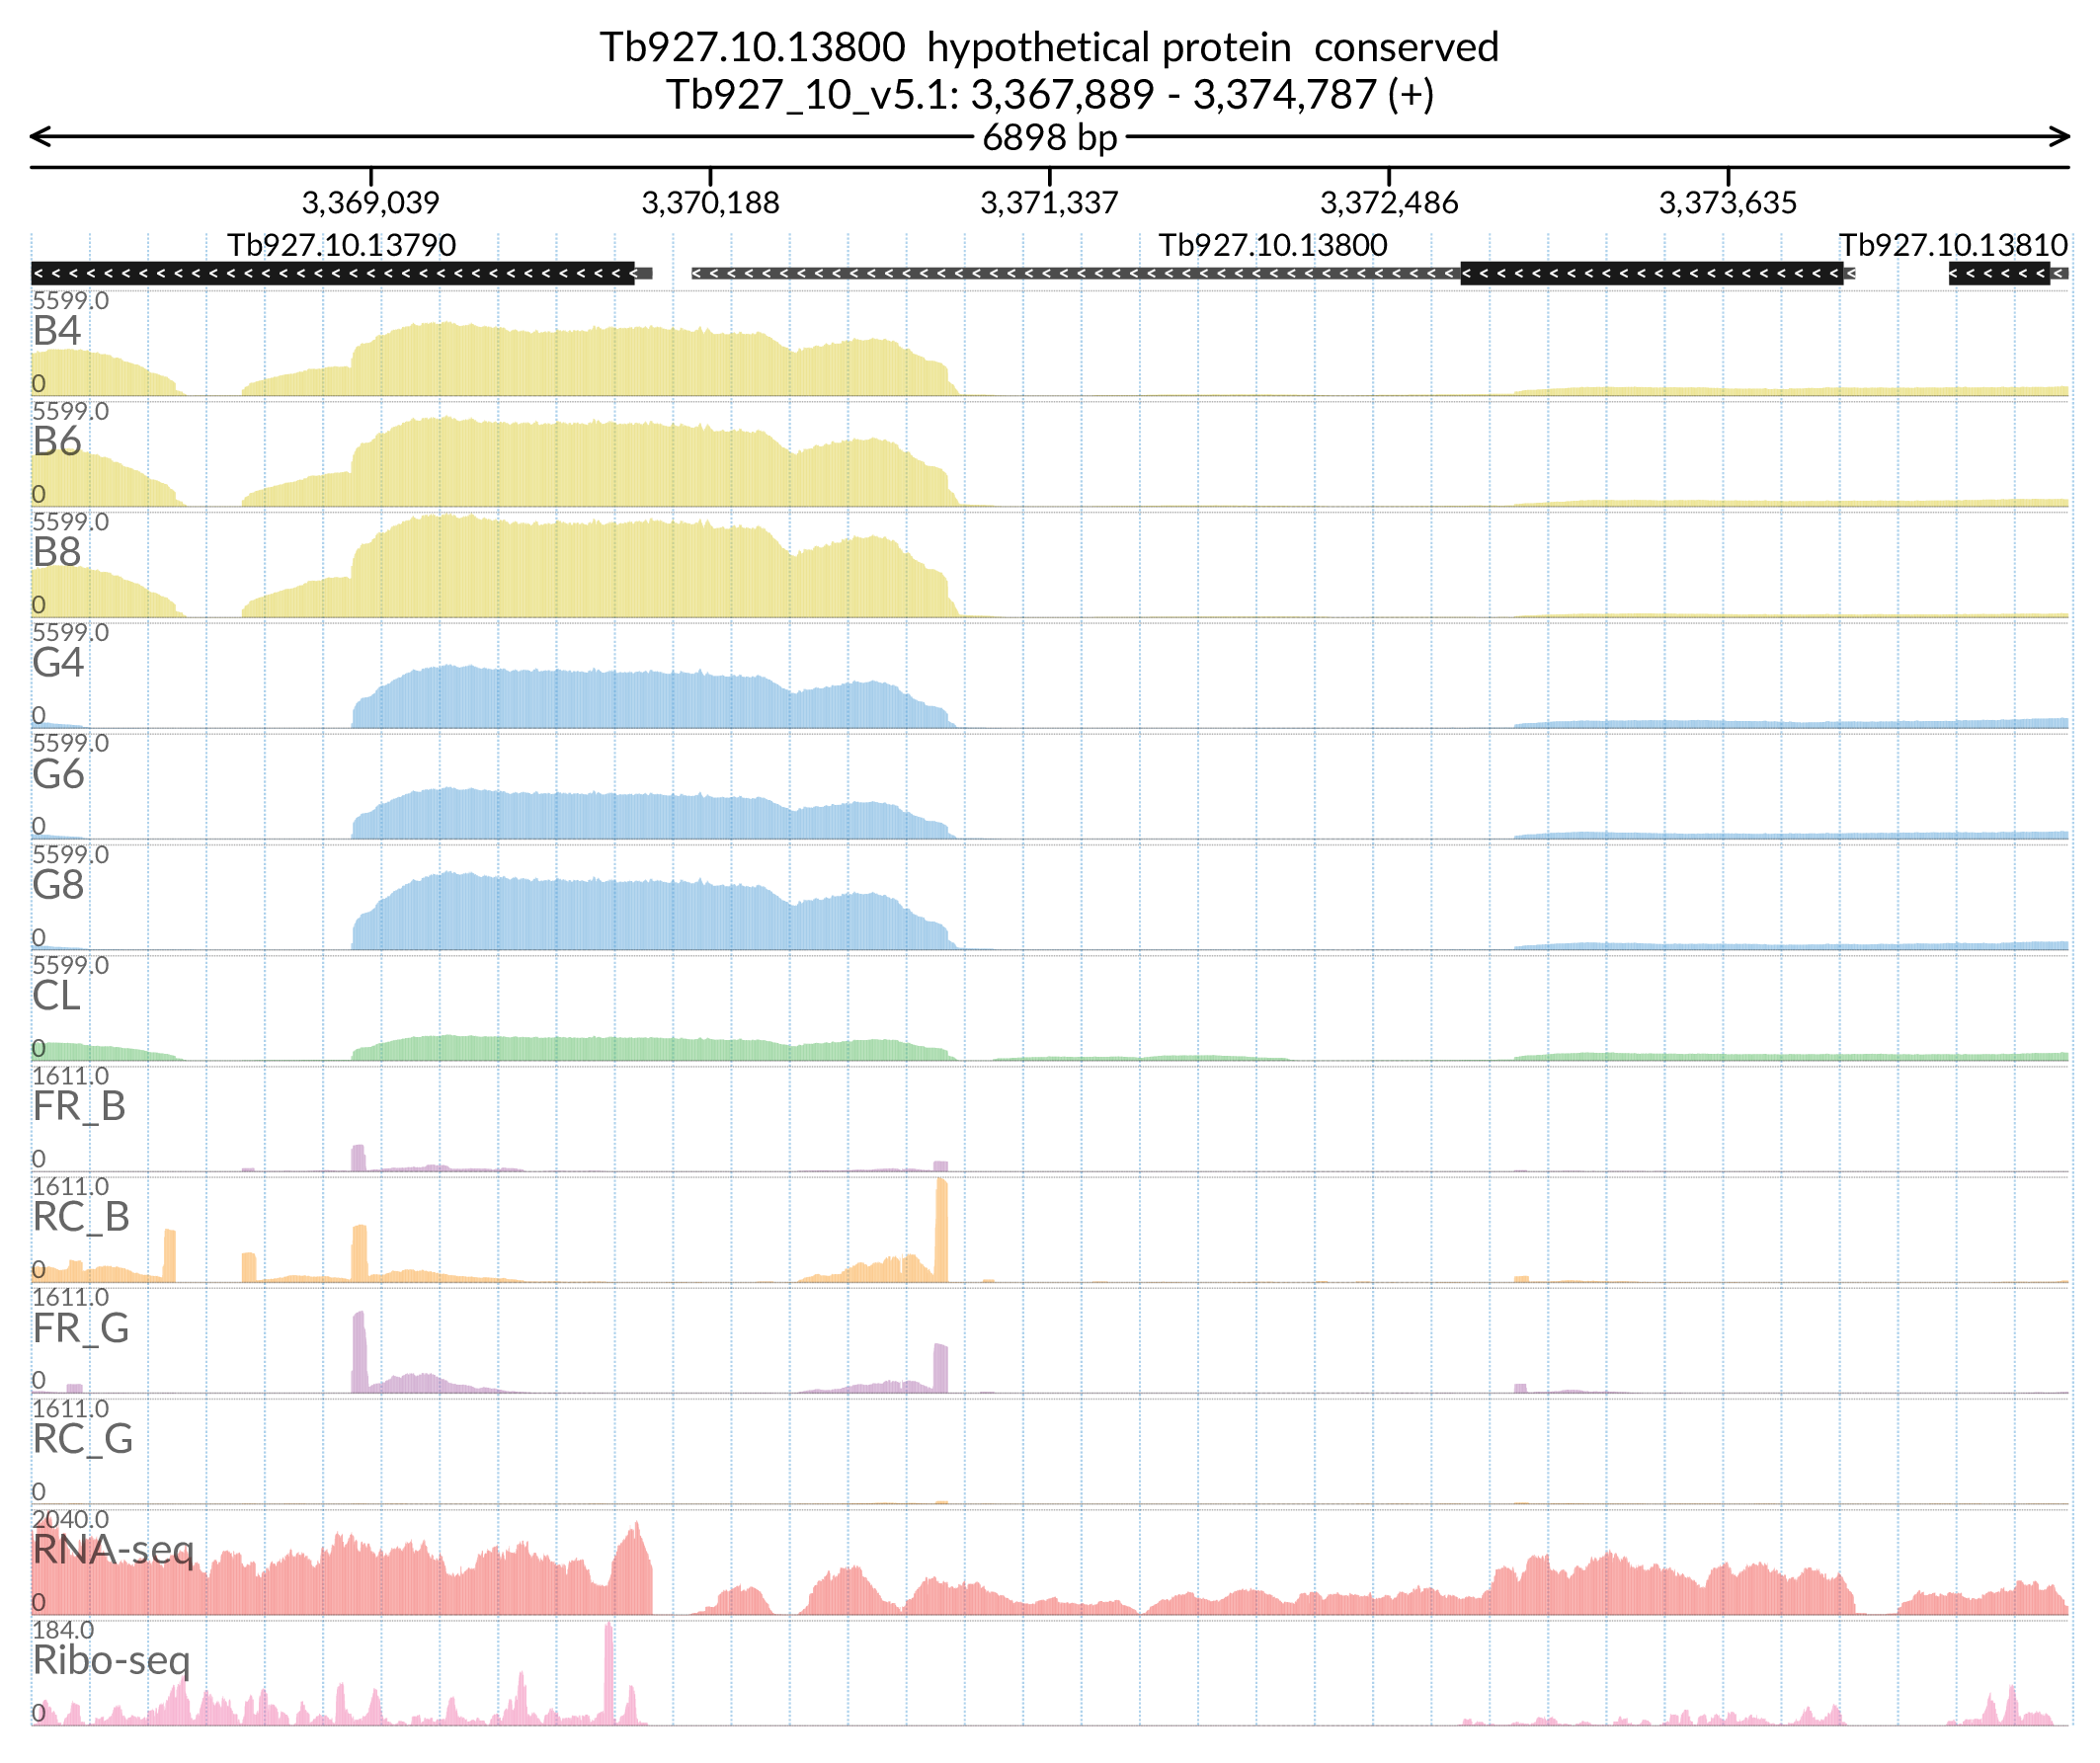 Tb927.10.13800 hypothetical protein conserved
Tb927_10_v5.1: 3,367,889 - 3,374,787 (+)
6898 bp
3,369,039 3,370,188 3,371,337 3,372,486 3,373,635
Tb927.10.13790 Tb927.10.13800 Tb927.10.13810
5599.0
B4
0
5599.0
B6
0
5599.0
B8
0
5599.0
G4
0
5599.0
G6
0
5599.0
G8
0
5599.0
CL
0
1611.0
FR_B
0
1611.0
RC_B
0
1611.0
FR_G
0
1611.0
RC_G
0
2040.0
RNA-seq
0
184.0
Ribo-seq
0